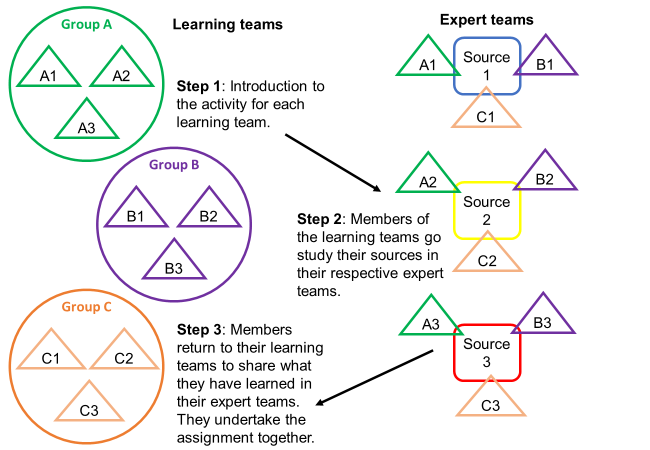 Group A
Learning teams
Expert teams
A1
A2
A3
Step 1: Introduction to
the activity for each
learning team.
A1
Source
1
B1
C1
Group B
B1
B2
B3
Step 2: Members of
the learning teams go
study their sources in
their respective expert
teams.
A2
Source
2
B2
C2
Group C
C1
C2
C3
Step 3: Members
return to their learning
teams to share what
they have learned in
their expert teams.
They undertake the
assignment together.
A3
Source
3
B3
C3